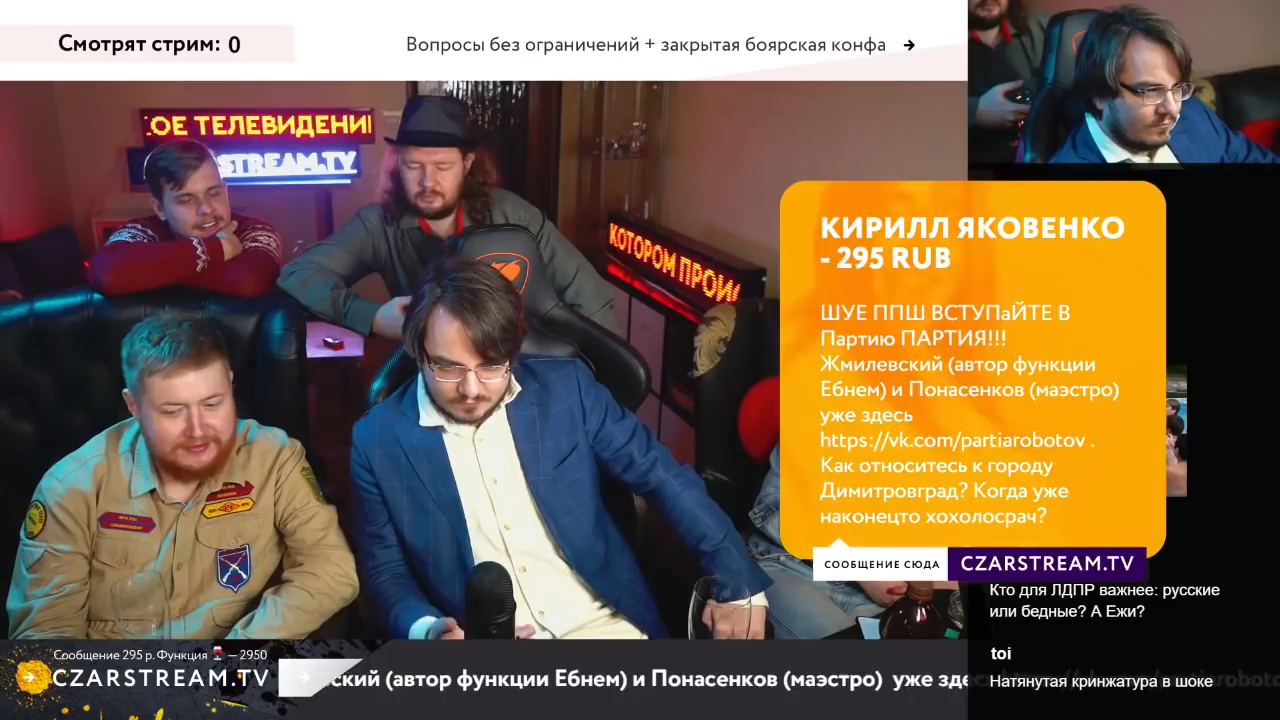 Смотрят стрим: 0
Вопросы без ограничений + закрытая боярская конфа →
ОЕ ТЕЛЕВИДЕНИ
STREAM.TV
КОТОРОМ ПРОИ
КИРИЛЛ ЯКОВЕНКО
- 295 RUB
ШУЕ ППШ ВСТУПаЙТЕ В
Партию ПАРТИЯ!!!
Жмилевский (автор функции
Ебнем) и Понасенков (маэстро)
уже здесь
https://vk.com/partiarobotov .
Как относитесь к городу
Димитровград? Когда уже
наконецто хохолосрач?
СООБЩЕНИЕ СЮДА
CZARSTREAM.TV
Кто для ЛДПР важнее: русские
или бедные? А Ежи?
toi
Натянутая кринжатура в шоке
Сообщение 295 р. Функция 🍷 — 2950
CZARSTREAM.TV
ский (автор функции Ебнем) и Понасенков (маэстро) уже зде